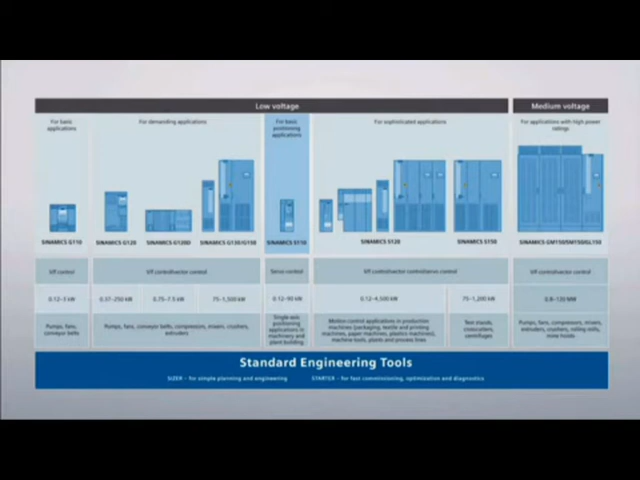 Low voltage
Medium voltage
For basic
applications
For demanding applications
For basic
positioning
applications
For sophisticated applications
For applications with high power
ratings
SINAMICS G110
SINAMICS G120
SINAMICS G120D
SINAMICS G130/G150
SINAMICS S110
SINAMICS S120
SINAMICS S150
SINAMICS GM150/SM150/GL150
V/f control
V/f control/vector control
Servo control
V/f control/vector control/servo control
V/f control/vector control
0.12–3 kW
0.37–250 kW
0.75–7.5 kW
75–1,500 kW
0.12–90 kW
0.12–4,500 kW
75–1,200 kW
0.8–120 MW
Pumps, fans,
conveyor belts
Pumps, fans, conveyor belts, compressors, mixers, crushers,
extruders
Single-axis
positioning
applications in
machinery and
plant building
Motion control applications in production
machines (packaging, textile and printing
machines, paper machines, plastics machines),
machine tools, plants and process lines
Test stands,
crosscutters,
centrifuges
Pumps, fans, compressors, mixers,
extruders, crushers, rolling mills,
mine hoists
Standard Engineering Tools
SIZER – for simple planning and engineering
STARTER – for fast commissioning, optimization and diagnostics